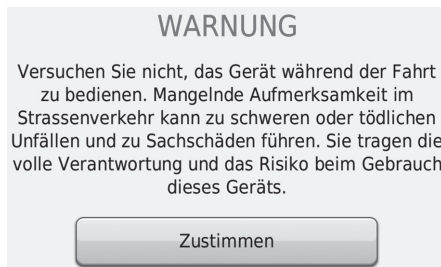 WARNUNG
Versuchen Sie nicht, das Gerät während der Fahrt
zu bedienen. Mangelnde Aufmerksamkeit im
Strassenverkehr kann zu schweren oder tödlichen
Unfällen und zu Sachschäden führen. Sie tragen die
volle Verantwortung und das Risiko beim Gebrauch
dieses Geräts.
Zustimmen